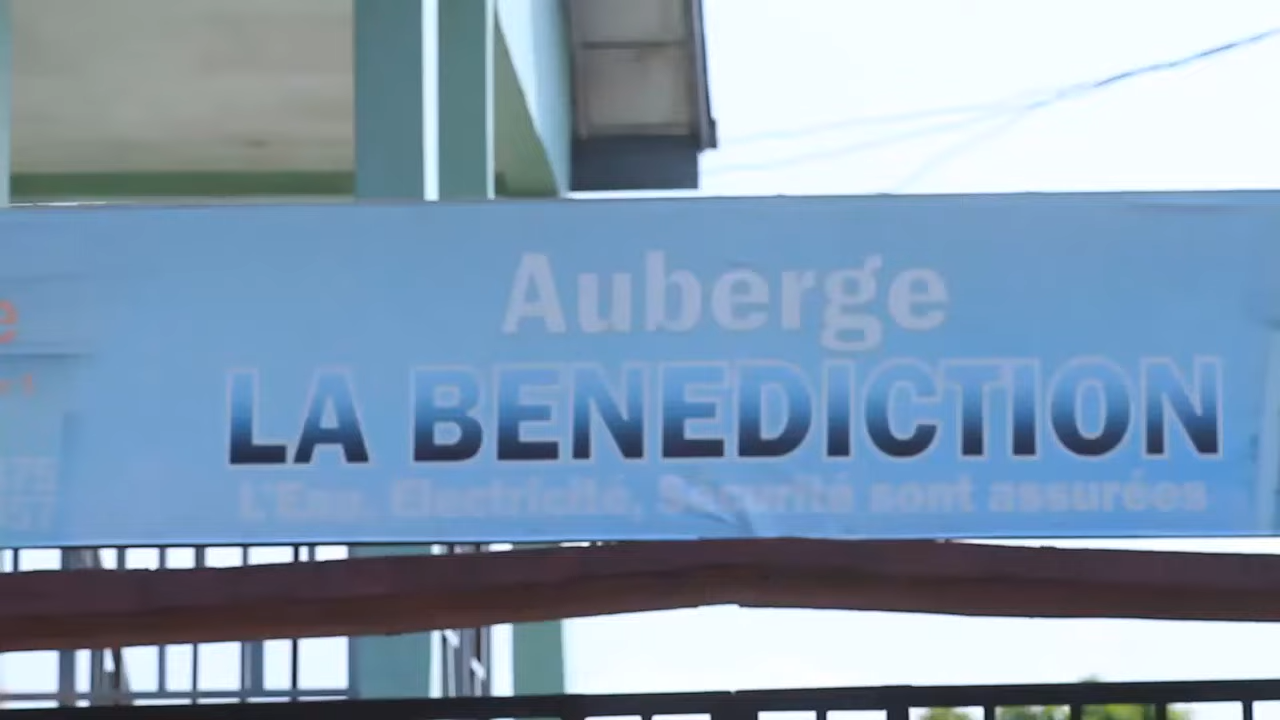 Auberge
LA BENEDICTION
L'Eau, Electricité, Sécurité sont assurées